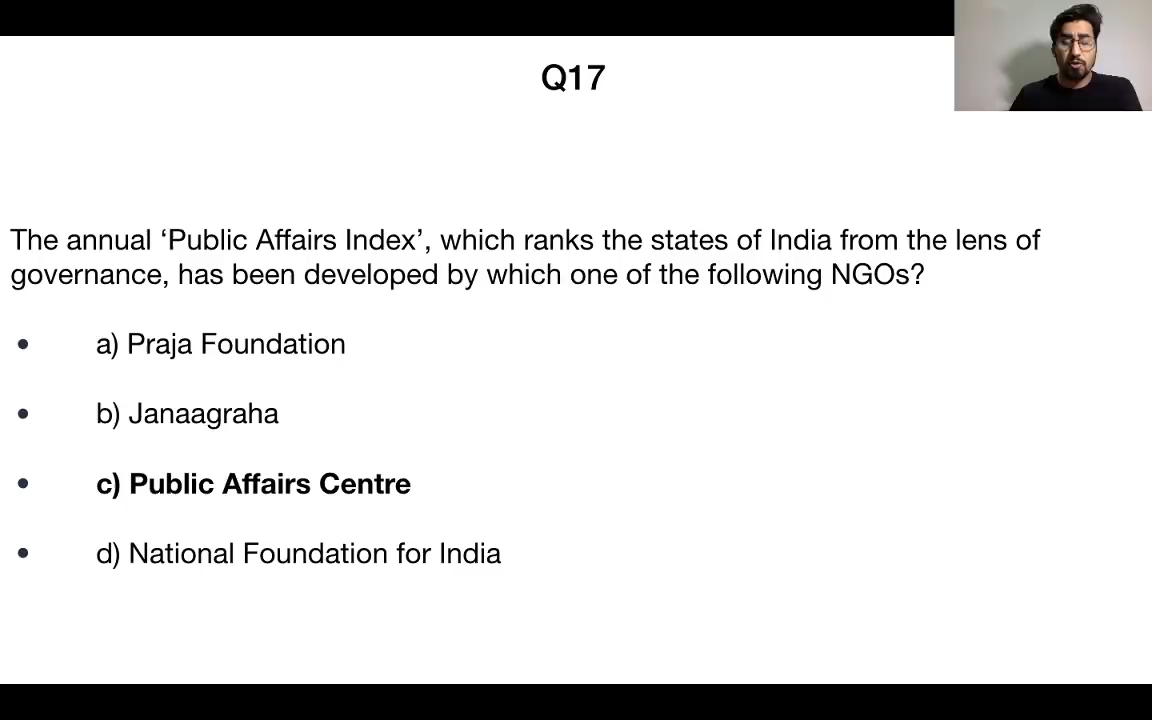 Q17
The annual ‘Public Affairs Index’, which ranks the states of India from the lens of
governance, has been developed by which one of the following NGOs?
• a) Praja Foundation
• b) Janaagraha
• c) Public Affairs Centre
• d) National Foundation for India